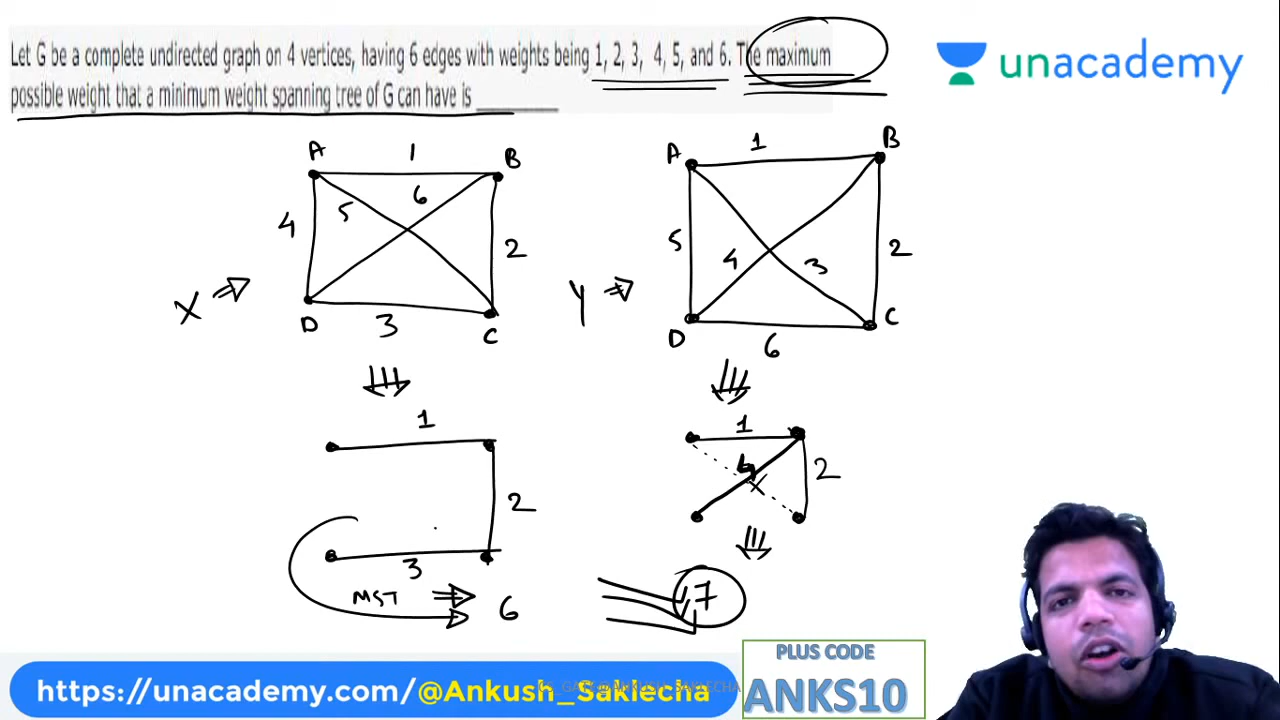 Let G be a complete undirected graph on 4 vertices, having 6 edges with weights being 1, 2, 3, 4, 5, and 6. The maximum
possible weight that a minimum weight spanning tree of G can have is ________
unacademy
A 1 B
5 6
4 2
X ⇒
D 3 C
A 1 B
5 4 3 2
Y ⇒
D 6 C
1
2
3
MST ⇒ 6
1
4 x 2
7
PLUS CODE
ANKS10
https://unacademy.com/@Ankush_Saklecha